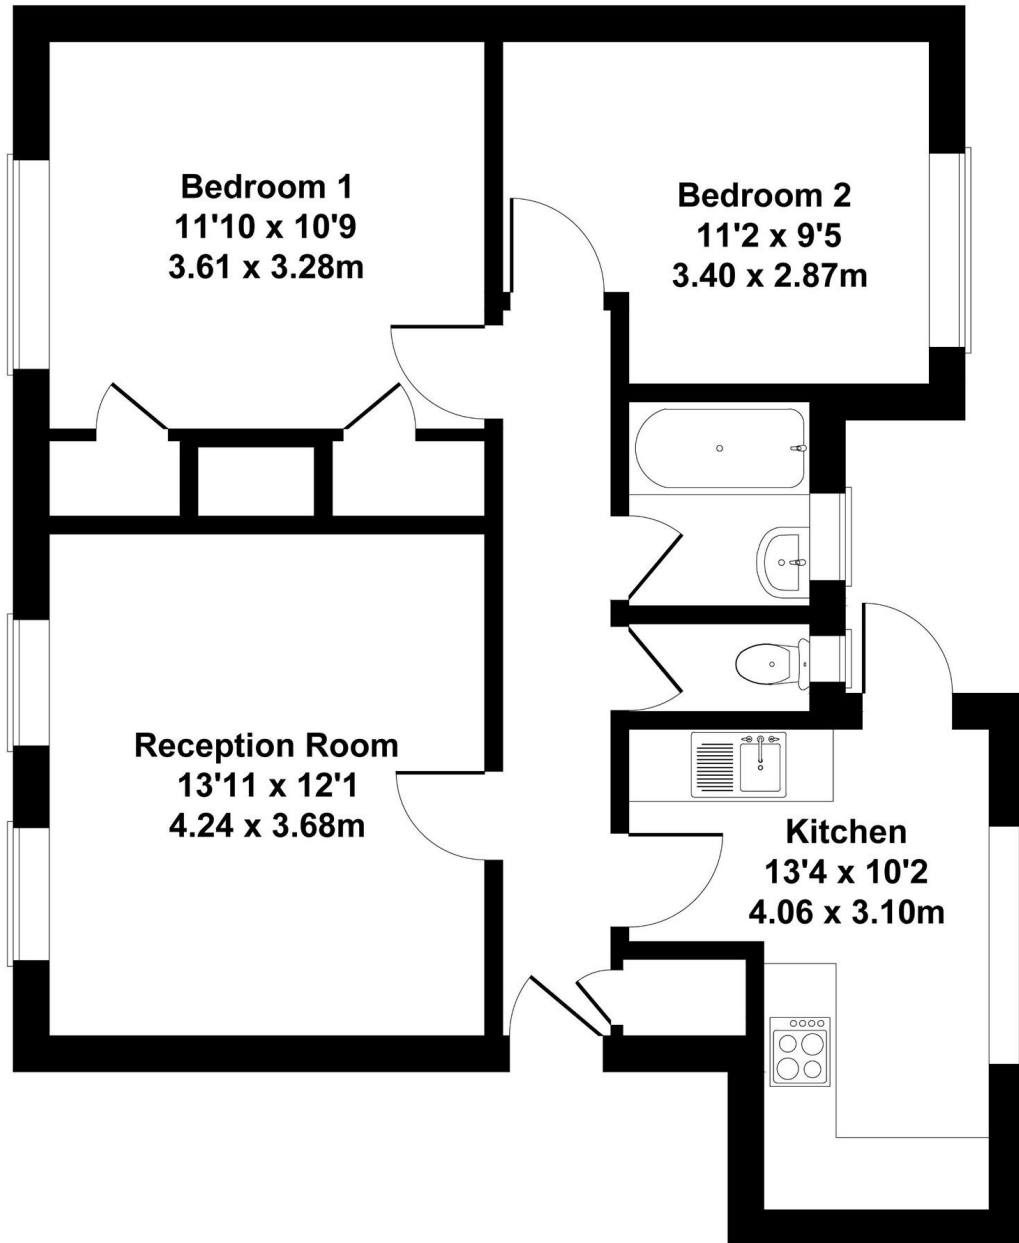 Bedroom 1
11'10 x 10'9
3.61 x 3.28m
Bedroom 2
11'2 x 9'5
3.40 x 2.87m
Reception Room
13'11 x 12'1
4.24 x 3.68m
Kitchen
13'4 x 10'2
4.06 x 3.10m